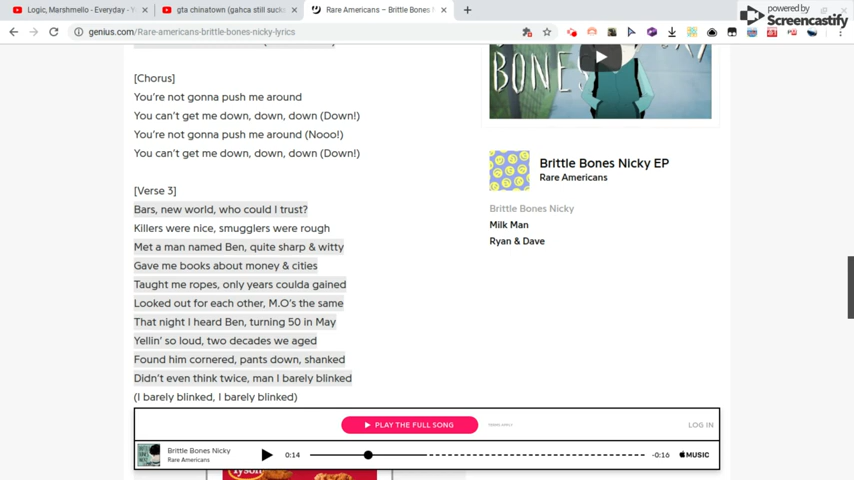 Logic, Marshmello - Everyday - Y
gta chinatown (gahca still suck
Rare Americans – Brittle Bones N
powered by
Screencastify
genius.com/Rare-americans-brittle-bones-nicky-lyrics
BONES
[Chorus]
You're not gonna push me around
You can't get me down, down, down (Down!)
You're not gonna push me around (Nooo!)
You can't get me down, down, down (Down!)
Brittle Bones Nicky EP
Rare Americans
Brittle Bones Nicky
Milk Man
Ryan & Dave
[Verse 3]
Bars, new world, who could I trust?
Killers were nice, smugglers were rough
Met a man named Ben, quite sharp & witty
Gave me books about money & cities
Taught me ropes, only years coulda gained
Looked out for each other, M.O's the same
That night I heard Ben, turning 50 in May
Yellin' so loud, two decades we aged
Found him cornered, pants down, shanked
Didn't even think twice, man I barely blinked
(I barely blinked, I barely blinked)
PLAY THE FULL SONG
LOG IN
Brittle Bones Nicky
Rare Americans
0:14
-0:16
MUSIC
Tyson